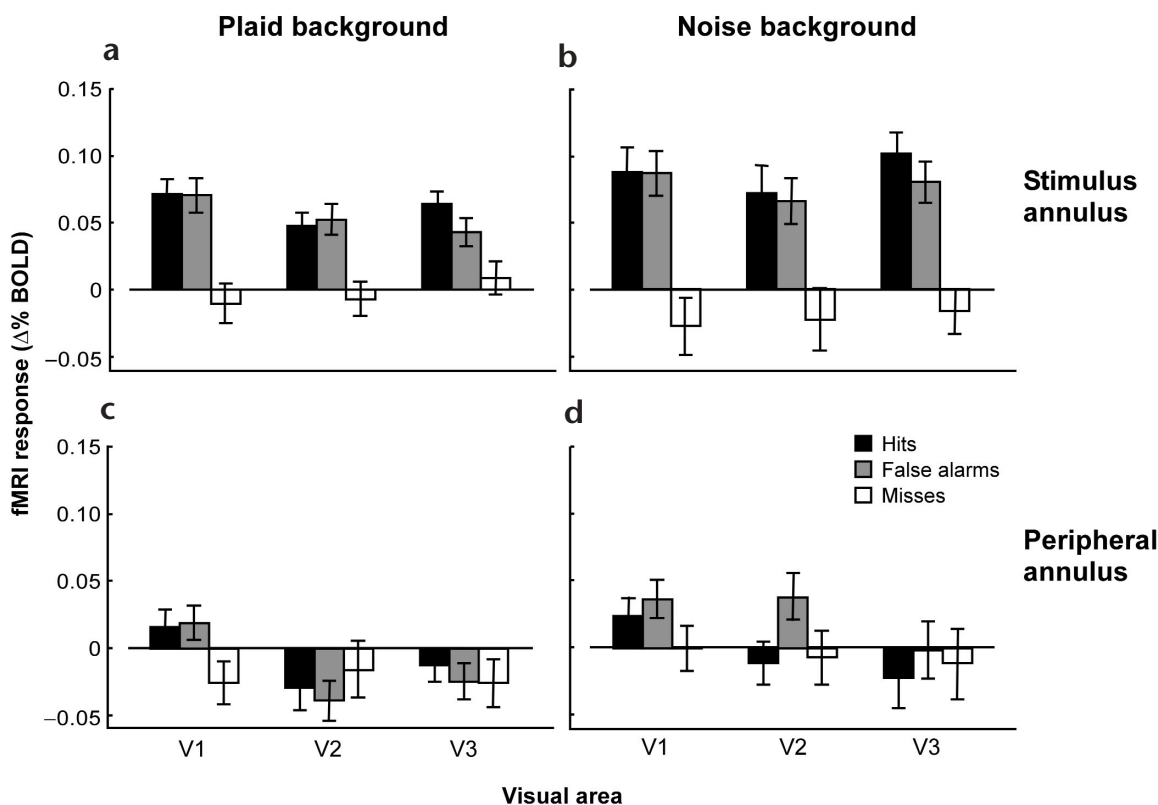 Plaid background
Noise background
a
b
0.15
0.10
0.05
0
−0.05
Stimulus
annulus
fMRI response (Δ% BOLD)
c
d
0.15
0.10
0.05
0
−0.05
Hits
False alarms
Misses
Peripheral
annulus
V1 V2 V3
V1 V2 V3
Visual area